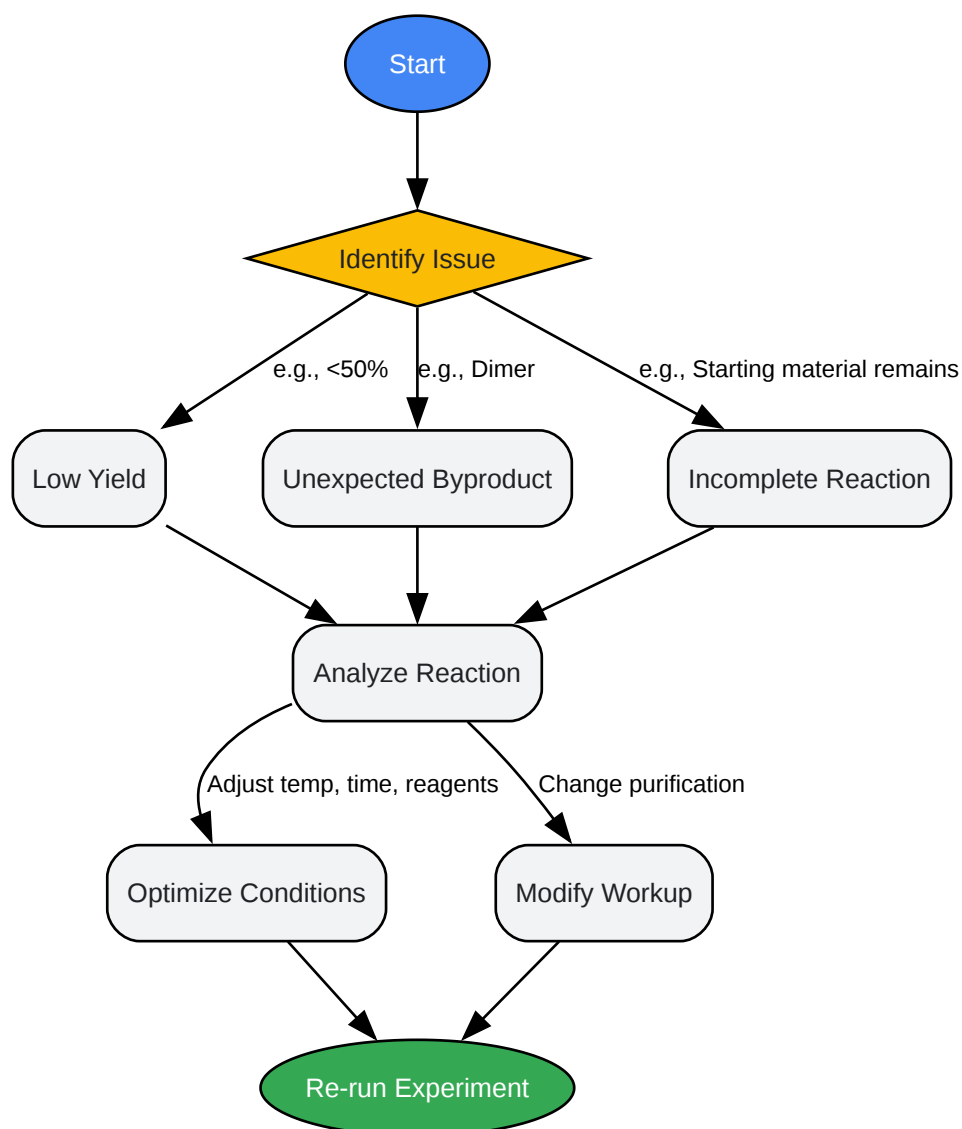 Start
Identify Issue
e.g., <50%
e.g., Dimer
e.g., Starting material remains
Low Yield
Unexpected Byproduct
Incomplete Reaction
Analyze Reaction
Adjust temp, time, reagents
Change purification
Optimize Conditions
Modify Workup
Re-run Experiment